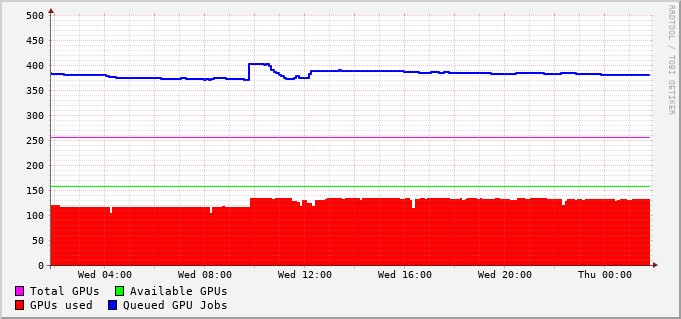 500
450
400
350
300
250
200
150
100
50
0
Wed 04:00 Wed 08:00 Wed 12:00 Wed 16:00 Wed 20:00 Thu 00:00
Total GPUs Available GPUs
GPUs used Queued GPU Jobs
RRDTOOL / TOBI OETIKER